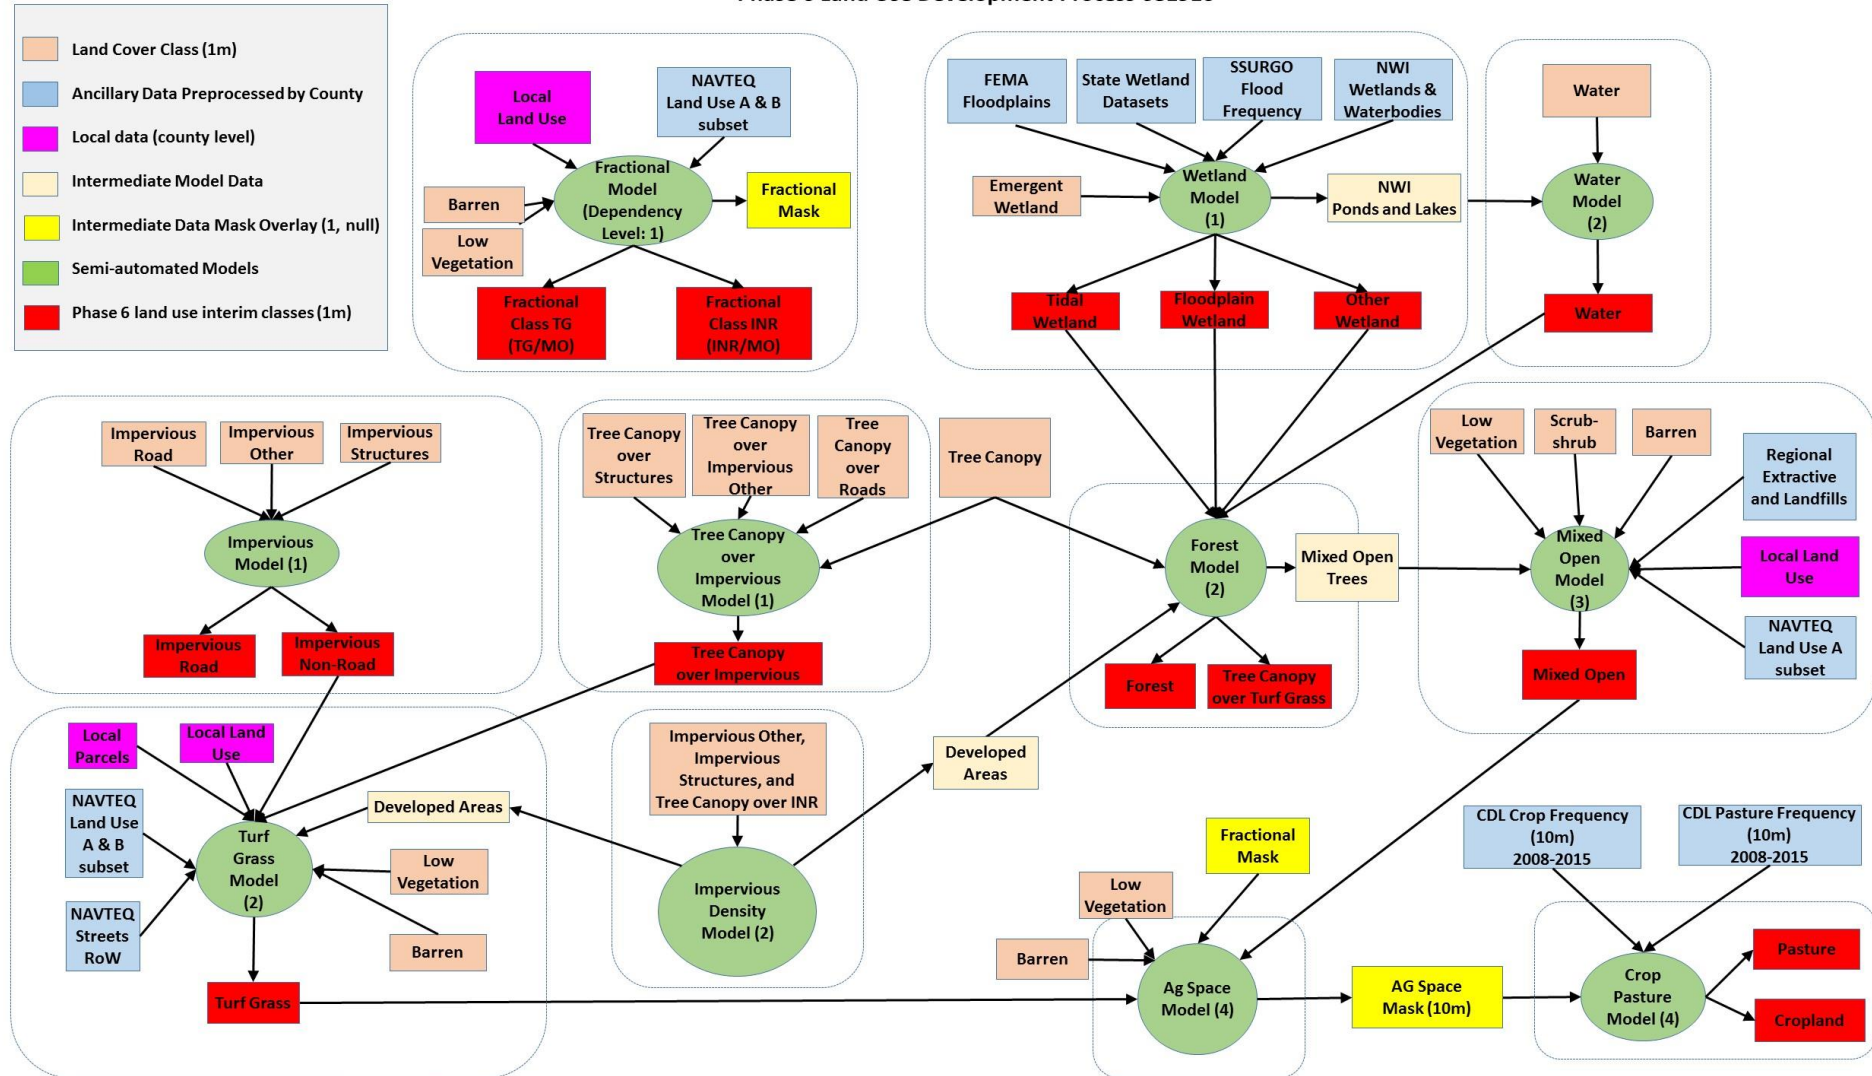 Phase 6 Land Use Development Process 032316
Land Cover Class (1m)
Ancillary Data Preprocessed by County
Local data (county level)
Intermediate Model Data
Intermediate Data Mask Overlay (1, null)
Semi-automated Models
Phase 6 land use interim classes (1m)
Local
Land Use
NAVTEQ
Land Use A & B
subset
Fractional
Model
(Dependency
Level: 1)
Barren
Low
Vegetation
Fractional
Mask
Fractional
Class TG
(TG/MO)
Fractional
Class INR
(INR/MO)
FEMA
Floodplains
State Wetland
Datasets
SSURGO
Flood
Frequency
NWI
Wetlands &
Waterbodies
Emergent
Wetland
Wetland
Model
(1)
NWI
Ponds and Lakes
Tidal
Wetland
Floodplain
Wetland
Other
Wetland
Water
Water
Model
(2)
Water
Impervious
Road
Impervious
Other
Impervious
Structures
Impervious
Model (1)
Impervious
Road
Impervious
Non-Road
Tree Canopy
over
Structures
Tree Canopy
over
Impervious
Other
Tree
Canopy
over
Roads
Tree Canopy
Tree Canopy
over
Impervious
Model (1)
Tree Canopy
over Impervious
Forest
Model
(2)
Mixed Open
Trees
Forest
Tree Canopy
over Turf Grass
Low
Vegetation
Scrub-
shrub
Barren
Regional
Extractive
and Landfills
Mixed
Open
Model
(3)
Local Land
Use
NAVTEQ
Land Use A
subset
Mixed Open
Local
Parcels
Local Land
Use
NAVTEQ
Land Use
A & B
subset
Developed Areas
Turf
Grass
Model
(2)
Low
Vegetation
NAVTEQ
Streets
RoW
Barren
Turf Grass
Impervious Other,
Impervious
Structures, and
Tree Canopy over INR
Impervious
Density
Model (2)
Developed
Areas
Fractional
Mask
Low
Vegetation
Barren
Ag Space
Model (4)
AG Space
Mask (10m)
CDL Crop Frequency
(10m)
2008-2015
CDL Pasture Frequency
(10m)
2008-2015
Crop
Pasture
Model (4)
Pasture
Cropland